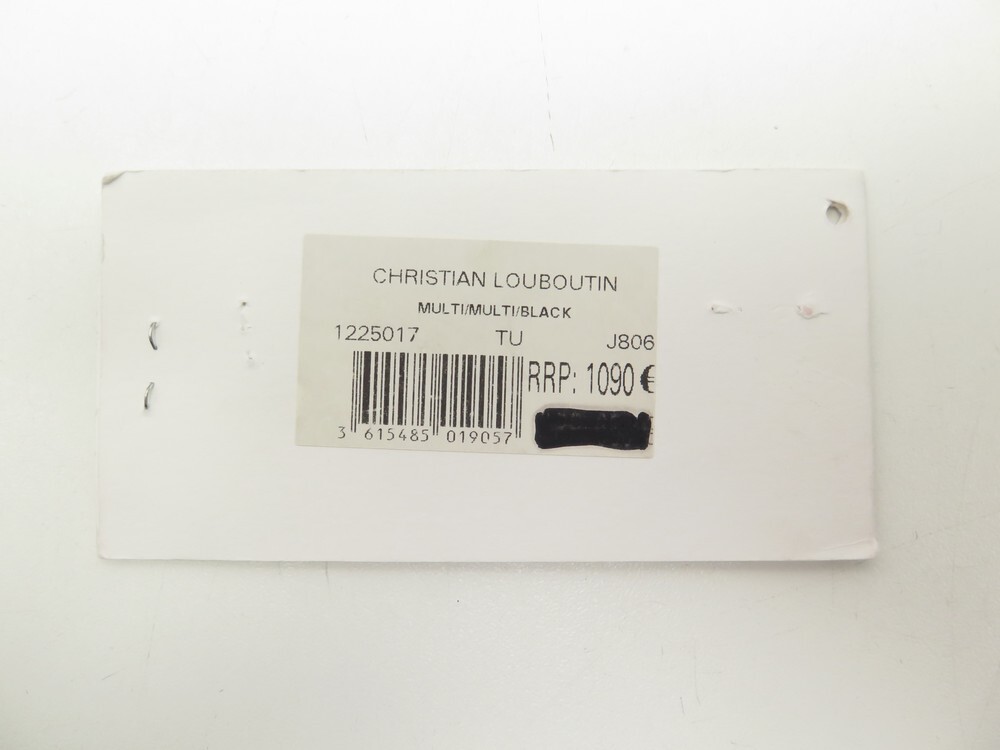 CHRISTIAN LOUBOUTIN
MULTI/MULTI/BLACK
1225017 TU J806
RRP: 1090 €
3 615485 019057